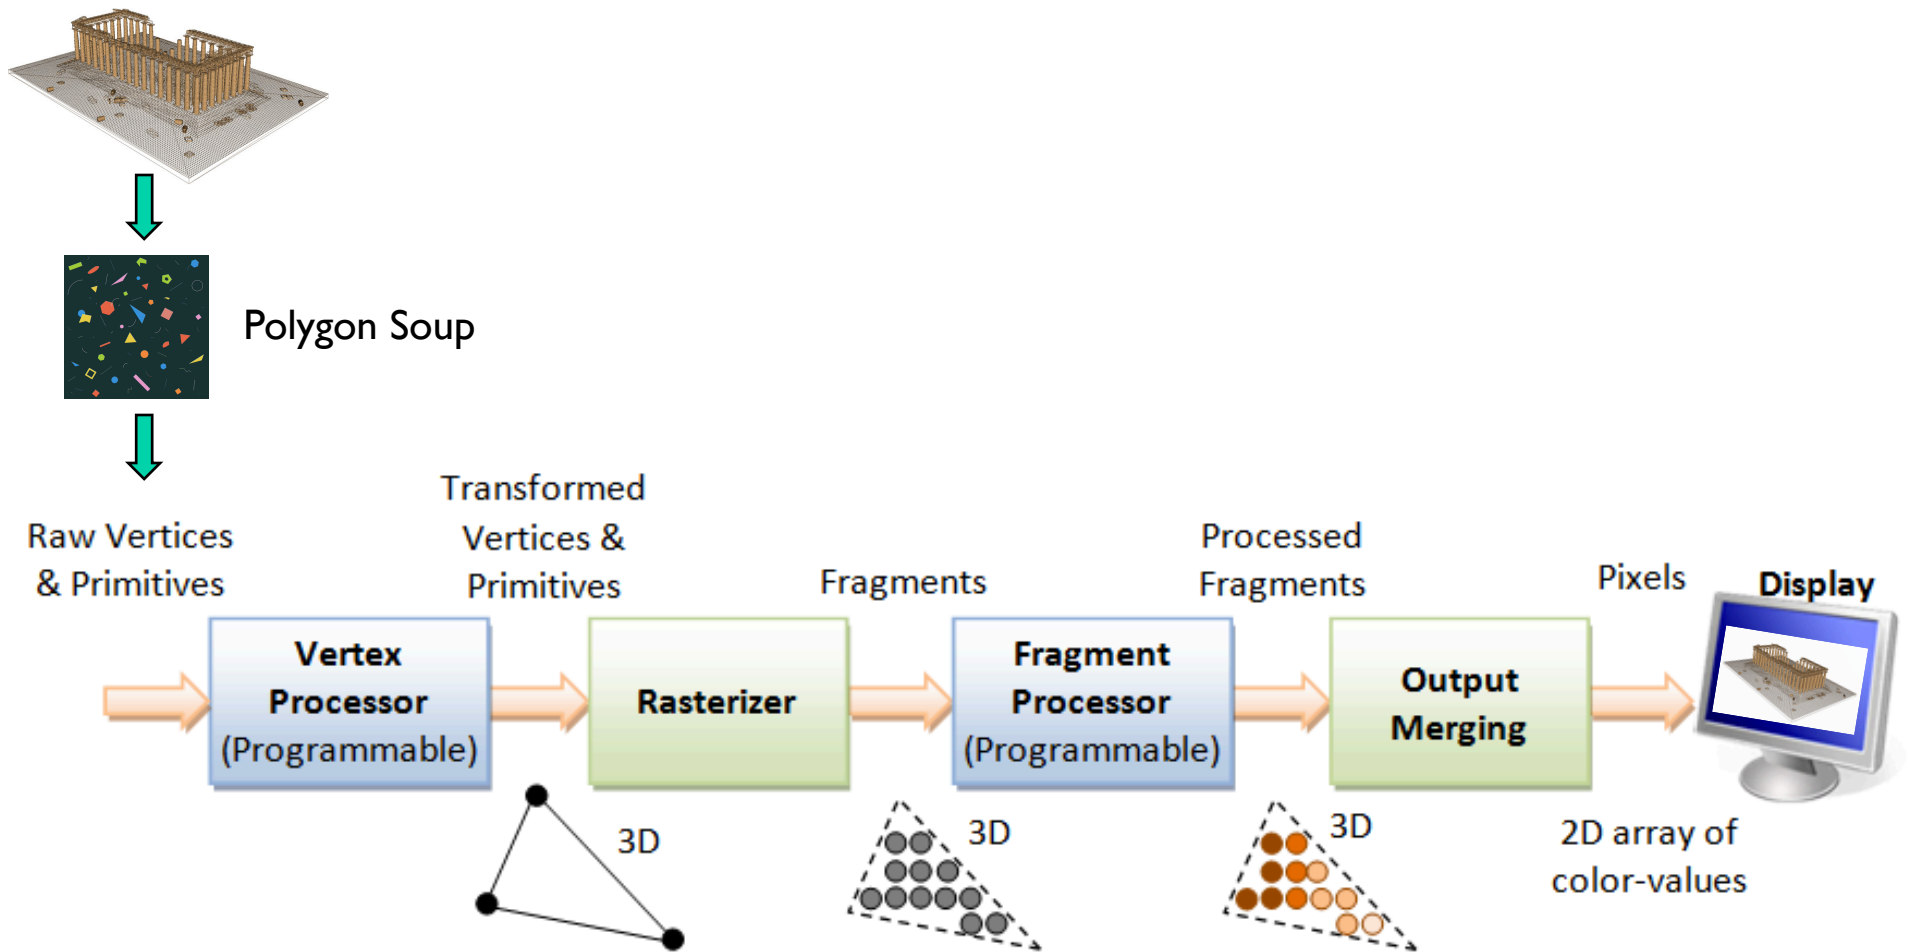 Polygon Soup
Raw Vertices
& Primitives
Transformed
Vertices &
Primitives
Fragments
Processed
Fragments
Pixels
Display
Vertex
Processor
(Programmable)
Rasterizer
Fragment
Processor
(Programmable)
Output
Merging
3D
3D
3D
2D array of
color-values